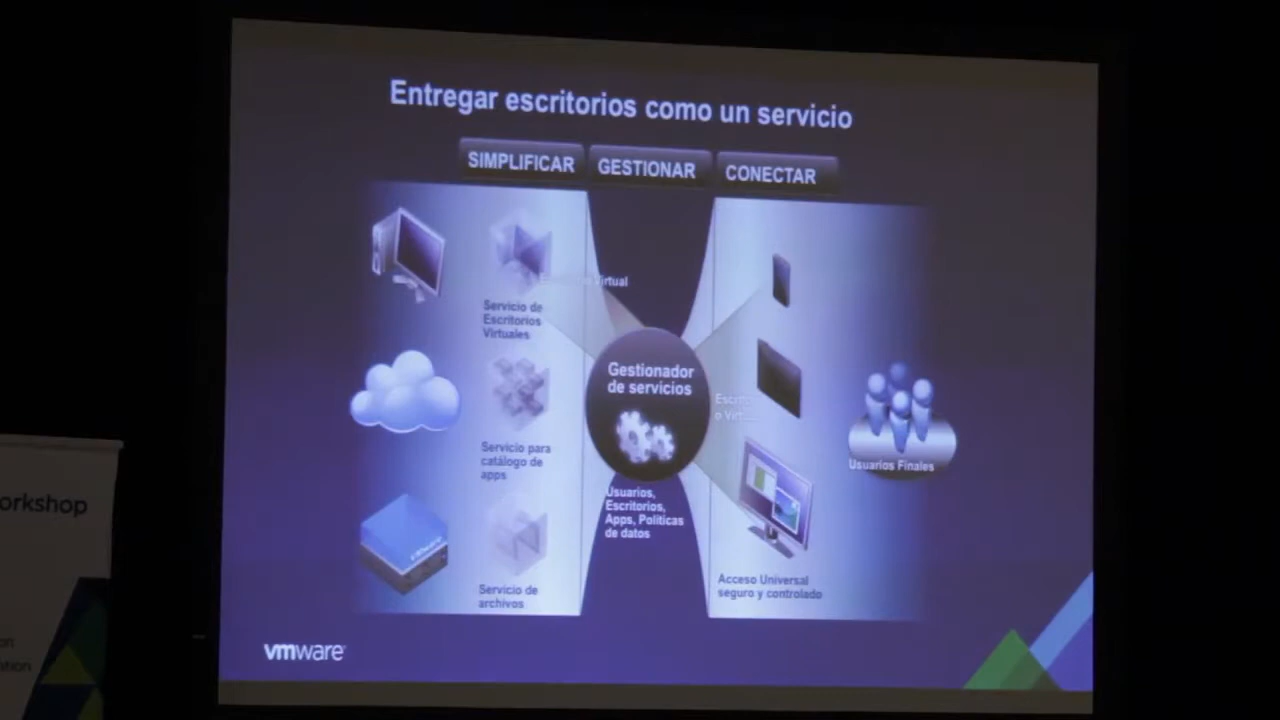 Entregar escritorios como un servicio
SIMPLIFICAR
GESTIONAR
CONECTAR
Virtual
Servicio de
Escritorios
Virtuales
Gestionador
de servicios
Servicio para
catálogo de
apps
Usuarios,
Escritorios,
Apps, Políticas
de datos
Servicio de
archivos
Usuarios Finales
Acceso Universal
seguro y controlado
vmware
vmware
orkshop